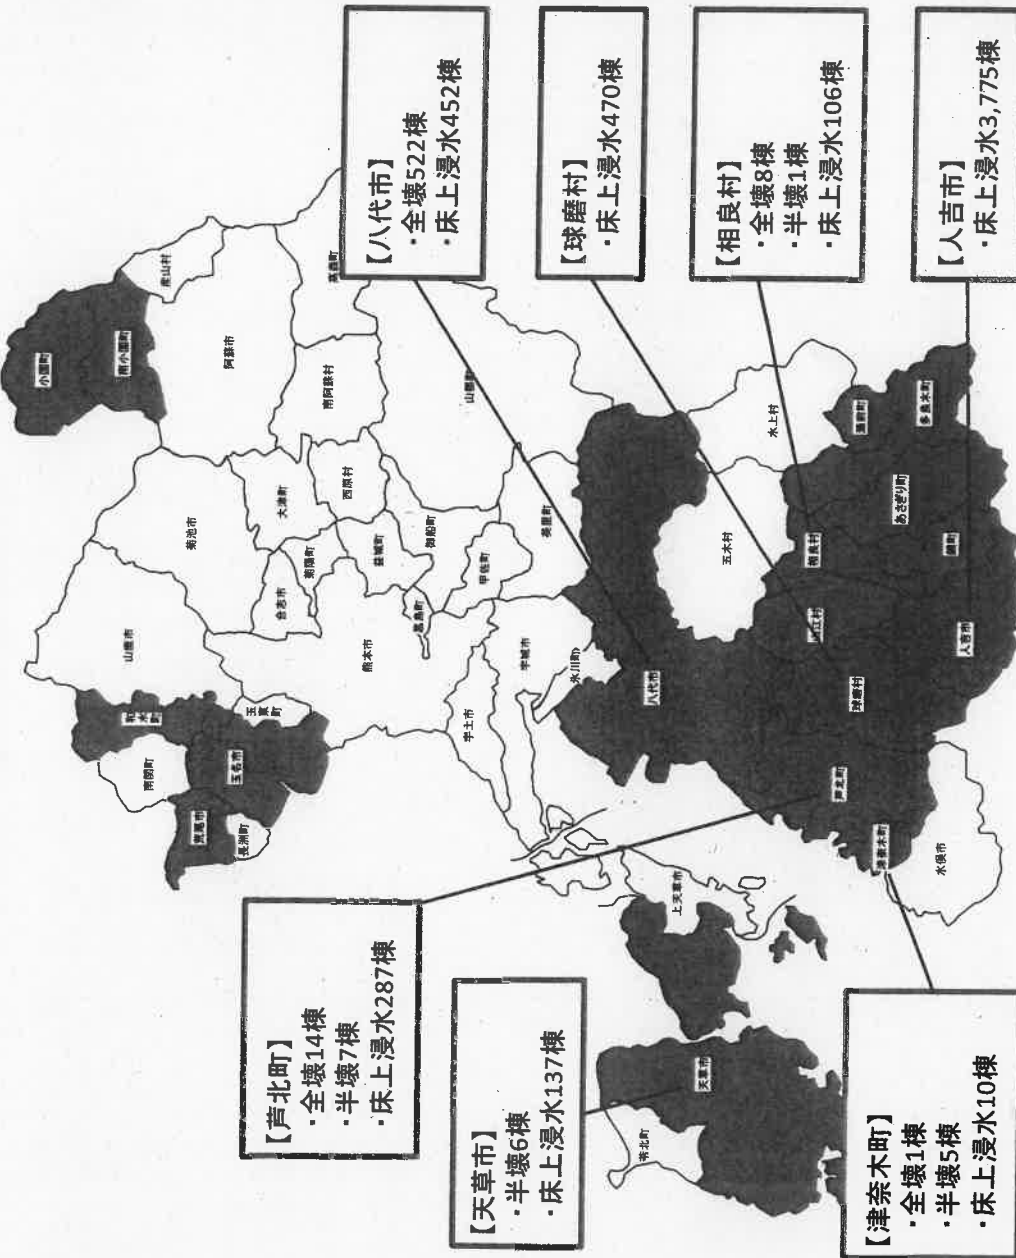 【八代市】
・全壊522棟
・床上浸水452棟
【球磨村】
・床上浸水470棟
【相良村】
・全壊8棟
・半壊1棟
・床上浸水106棟
【人吉市】
・床上浸水3,775棟
【芦北町】
・全壊14棟
・半壊7棟
・床上浸水287棟
【天草市】
・半壊6棟
・床上浸水137棟
【津奈木町】
・全壊1棟
・半壊5棟
・床上浸水10棟
小国町
南小国町
産山村
阿蘇市
高森町
南阿蘇村
山都町
菊池市
大津町
西原村
菊陽町
合志市
益城町
御船町
嘉島町
甲佐町
美里町
山鹿市
熊本市
玉東町
和水町
南関町
玉名市
荒尾市
長洲町
宇土市
宇城市
氷川町
八代市
五木村
水上村
湯前町
多良木町
あさぎり町
錦町
相良村
山江村
球磨村
人吉市
芦北町
津奈木町
水俣市
上天草市
天草市
苓北町